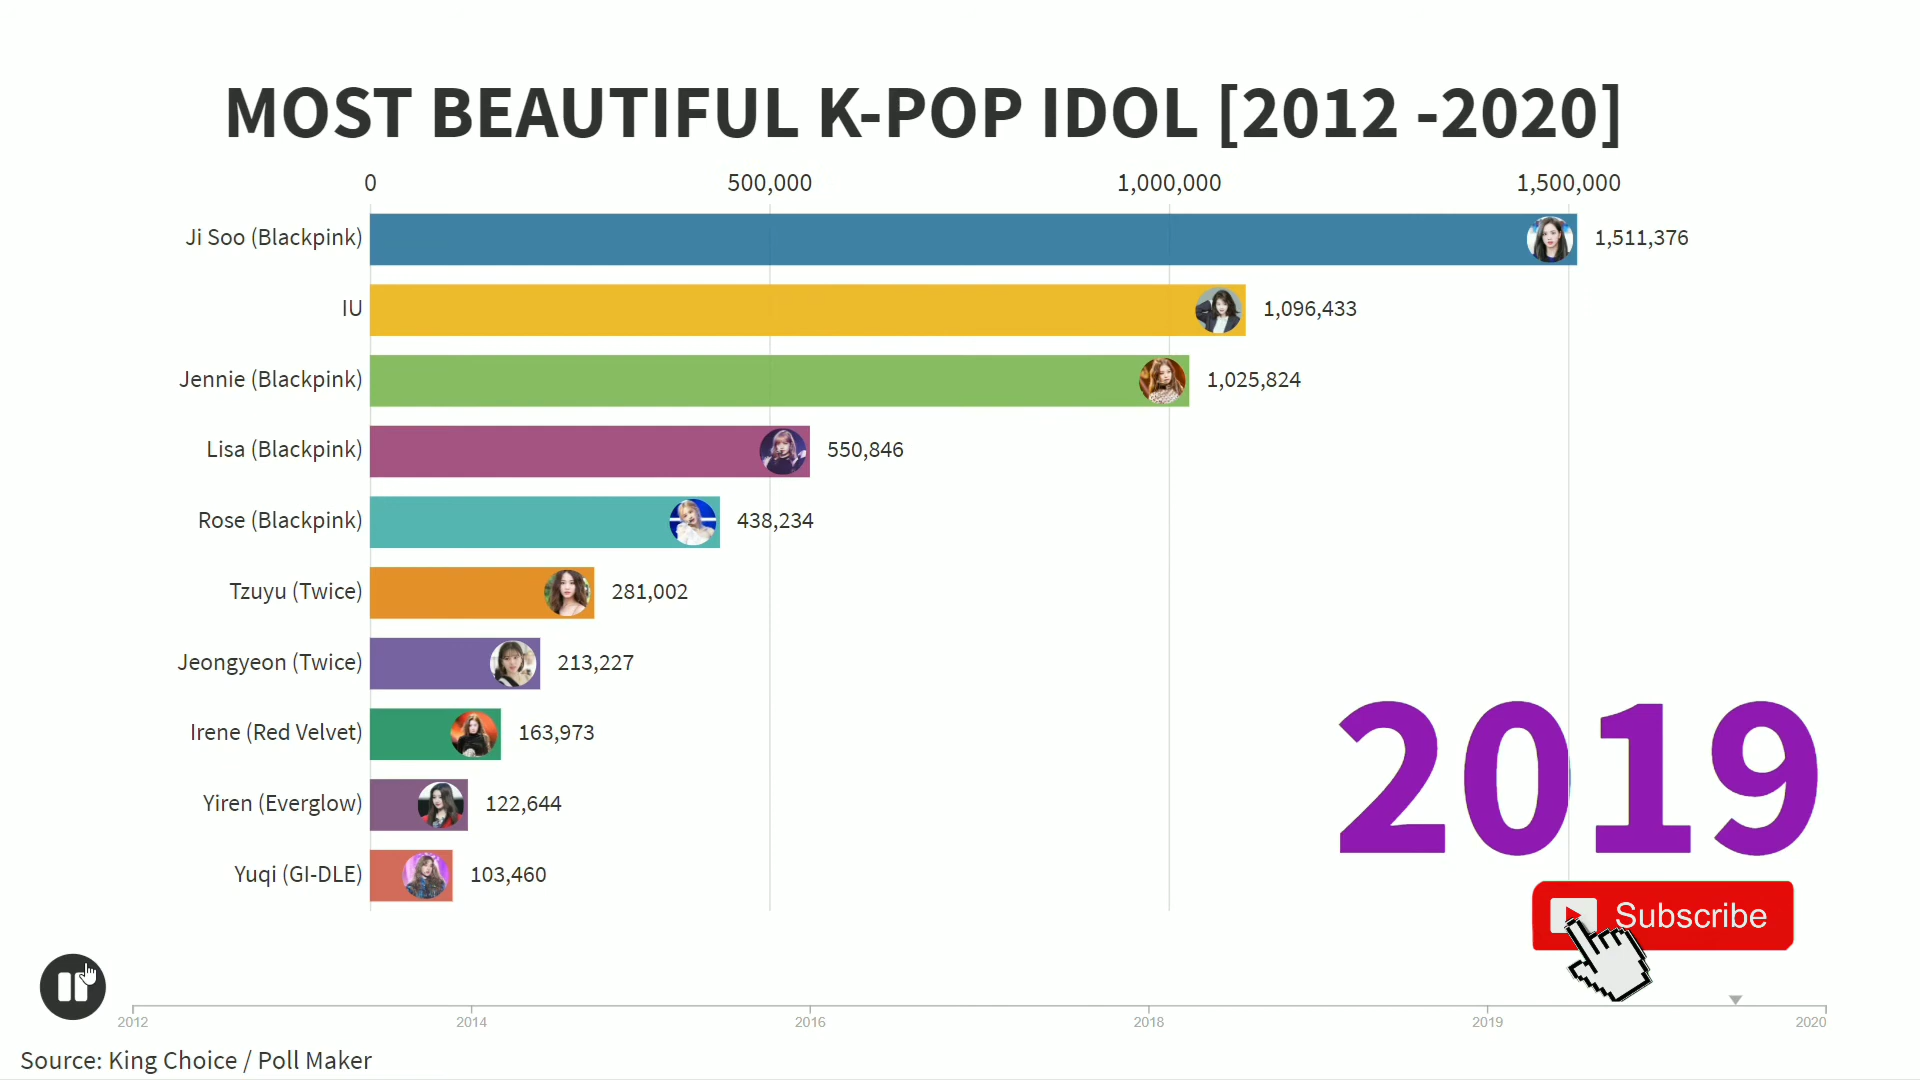 MOST BEAUTIFUL K-POP IDOL [2012 -2020]
0 500,000 1,000,000 1,500,000
Ji Soo (Blackpink) 1,511,376
IU 1,096,433
Jennie (Blackpink) 1,025,824
Lisa (Blackpink) 550,846
Rose (Blackpink) 438,234
Tzuyu (Twice) 281,002
Jeongyeon (Twice) 213,227
Irene (Red Velvet) 163,973
Yiren (Everglow) 122,644
Yuqi (GI-DLE) 103,460
2019
Subscribe
2012 2014 2016 2018 2019 2020
Source: King Choice / Poll Maker